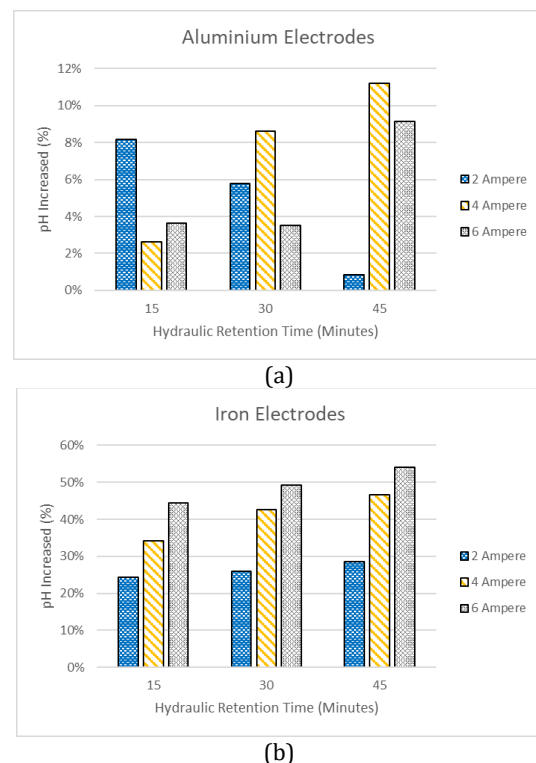 Aluminium Electrodes
12%
10%
8%
6%
4%
2%
0%
pH Increased (%)
15 30 45
Hydraulic Retention Time (Minutes)
2 Ampere
4 Ampere
6 Ampere
(a)
Iron Electrodes
60%
50%
40%
30%
20%
10%
0%
pH Increased (%)
15 30 45
Hydraulic Retention Time (Minutes)
2 Ampere
4 Ampere
6 Ampere
(b)